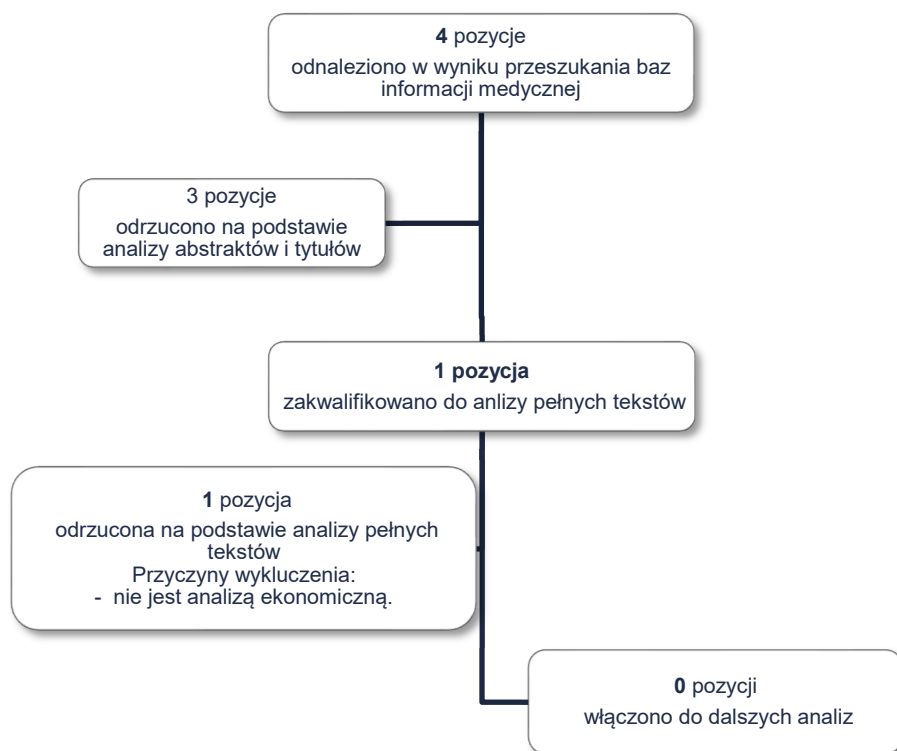 4 pozycje
odnaleziono w wyniku przeszukania baz
informacji medycznej
3 pozycje
odrzucono na podstawie
analizy abstraktów i tytułów
1 pozycja
zakwalifikowano do anlizy pełnych tekstów
1 pozycja
odrzucona na podstawie analizy pełnych
tekstów
Przyczyny wykluczenia:
- nie jest analizą ekonomiczną.
0 pozycji
włączono do dalszych analiz